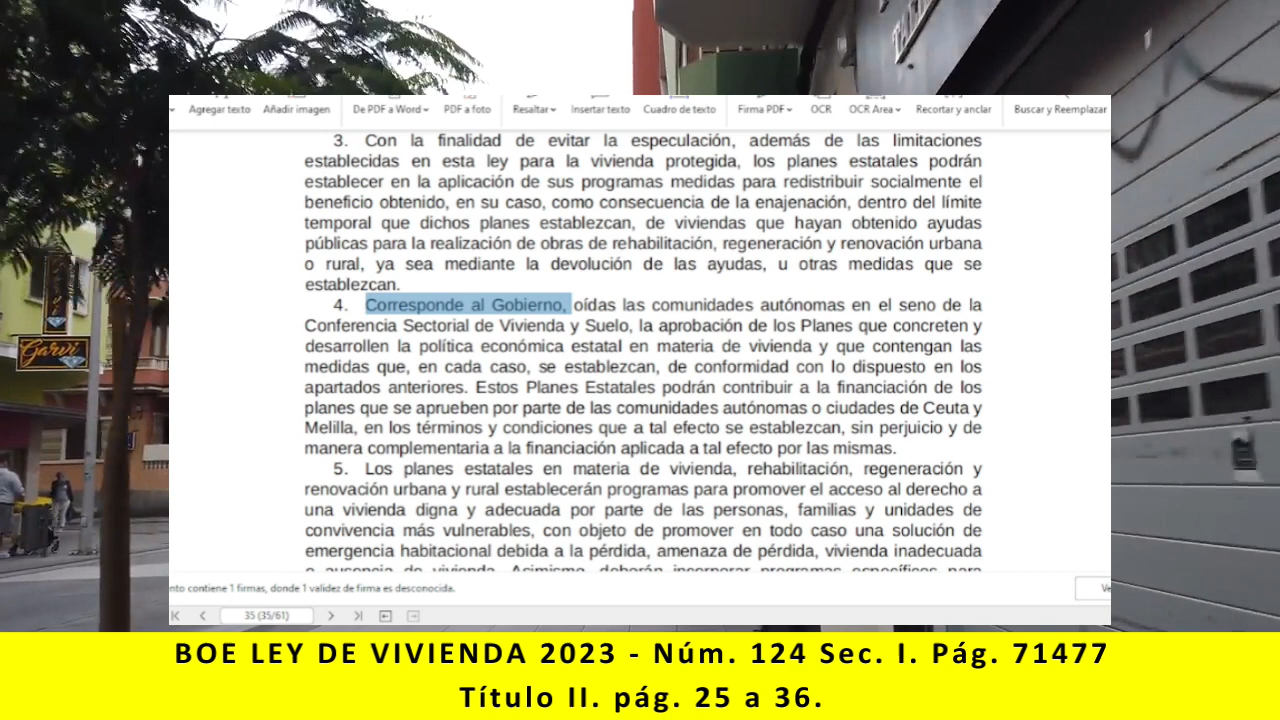 Agregar texto Añadir imagen De PDF a Word PDF a foto Resaltar Insertar texto Cuadro de texto Firma PDF OCR OCR Area Recortar y anclar Buscar y Reemplazar
3. Con la finalidad de evitar la especulación, además de las limitaciones
establecidas en esta ley para la vivienda protegida, los planes estatales podrán
establecer en la aplicación de sus programas medidas para redistribuir socialmente el
beneficio obtenido, en su caso, como consecuencia de la enajenación, dentro del límite
temporal que dichos planes establezcan, de viviendas que hayan obtenido ayudas
públicas para la realización de obras de rehabilitación, regeneración y renovación urbana
o rural, ya sea mediante la devolución de las ayudas, u otras medidas que se
establezcan.
4. Corresponde al Gobierno, oídas las comunidades autónomas en el seno de la
Conferencia Sectorial de Vivienda y Suelo, la aprobación de los Planes que concreten y
desarrollen la política económica estatal en materia de vivienda y que contengan las
medidas que, en cada caso, se establezcan, de conformidad con lo dispuesto en los
apartados anteriores. Estos Planes Estatales podrán contribuir a la financiación de los
planes que se aprueben por parte de las comunidades autónomas o ciudades de Ceuta y
Melilla, en los términos y condiciones que a tal efecto se establezcan, sin perjuicio y de
manera complementaria a la financiación aplicada a tal efecto por las mismas.
5. Los planes estatales en materia de vivienda, rehabilitación, regeneración y
renovación urbana y rural establecerán programas para promover el acceso al derecho a
una vivienda digna y adecuada por parte de las personas, familias y unidades de
convivencia más vulnerables, con objeto de promover en todo caso una solución de
emergencia habitacional debida a la pérdida, amenaza de pérdida, vivienda inadecuada
o ausencia de vivienda. Asimismo, deberán incorporar programas específicos para
nto contiene 1 firmas, donde 1 validez de firma es desconocida.
Ve
35 (35/61)
Garvi
BOE LEY DE VIVIENDA 2023 - Núm. 124 Sec. I. Pág. 71477
Título II. pág. 25 a 36.